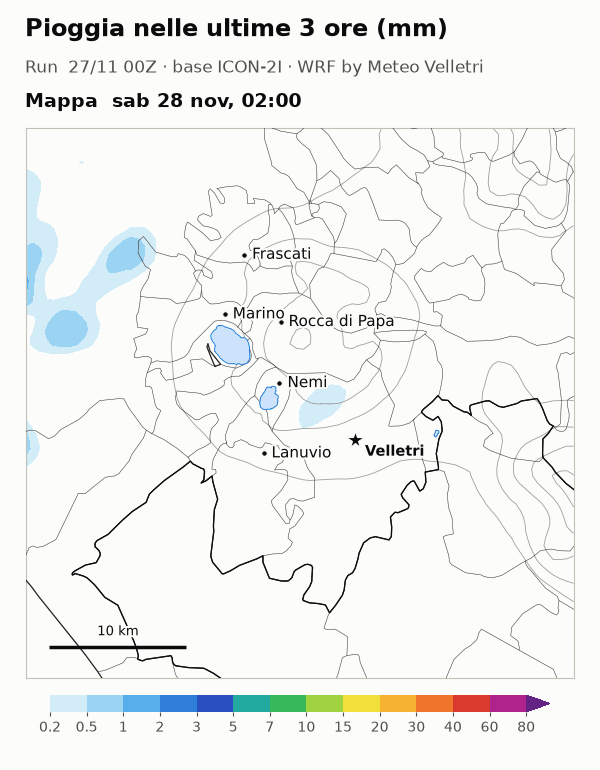 Pioggia nelle ultime 3 ore (mm)
Run  27/11 00Z · base ICON-2I · WRF by Meteo Velletri
Mappa  sab 28 nov, 02:00
Frascati
Marino
Rocca di Papa
Nemi
Velletri
Lanuvio
10 km
0.2 0.5 1 2 3 5 7 10 15 20 30 40 60 80